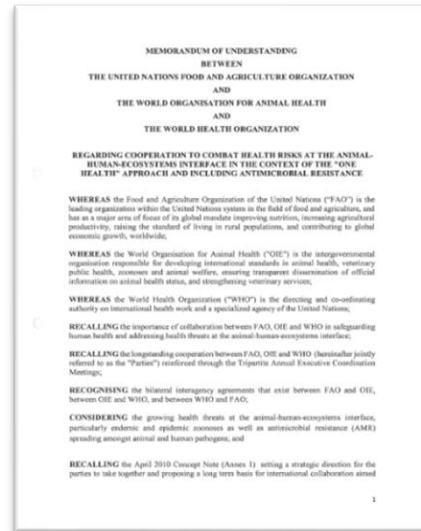 MEMORANDUM OF UNDERSTANDING
BETWEEN
THE UNITED NATIONS FOOD AND AGRICULTURE ORGANIZATION
AND
THE WORLD ORGANISATION FOR ANIMAL HEALTH
AND
THE WORLD HEALTH ORGANIZATION
REGARDING COOPERATION TO COMBAT HEALTH RISKS AT THE ANIMAL-
HUMAN-ECOSYSTEMS INTERFACE IN THE CONTEXT OF THE "ONE
HEALTH" APPROACH AND INCLUDING ANTIMICROBIAL RESISTANCE
WHEREAS the Food and Agriculture Organization of the United Nations ("FAO") is the
leading organization within the United Nations system in the field of food and agriculture, and
has as a major area of focus of its global mandate improving nutrition, increasing agricultural
productivity, raising the standard of living in rural populations, and contributing to global
economic growth, worldwide;
WHEREAS the World Organisation for Animal Health ("OIE") is the intergovernmental
organisation responsible for developing international standards in animal health, veterinary
public health, zoonoses and animal welfare, ensuring transparent dissemination of official
information on animal health status, and strengthening veterinary services;
WHEREAS the World Health Organization ("WHO") is the directing and co-ordinating
authority on international health work and a specialized agency of the United Nations;
RECALLING the importance of collaboration between FAO, OIE and WHO in safeguarding
human health and addressing health threats at the animal-human-ecosystems interface;
RECALLING the longstanding cooperation between FAO, OIE and WHO (hereinafter jointly
referred to as the "Parties") reinforced through the Tripartite Annual Executive Coordination
Meetings;
RECOGNISING the bilateral interagency agreements that exist between FAO and OIE,
between OIE and WHO, and between WHO and FAO;
CONSIDERING the growing health threats at the animal-human-ecosystems interface,
particularly endemic and epidemic zoonoses as well as antimicrobial resistance (AMR)
spreading amongst animal and human pathogens; and
RECALLING the April 2010 Concept Note (Annex 1) setting a strategic direction for the
parties to take together and proposing a long term basis for international collaboration aimed
1